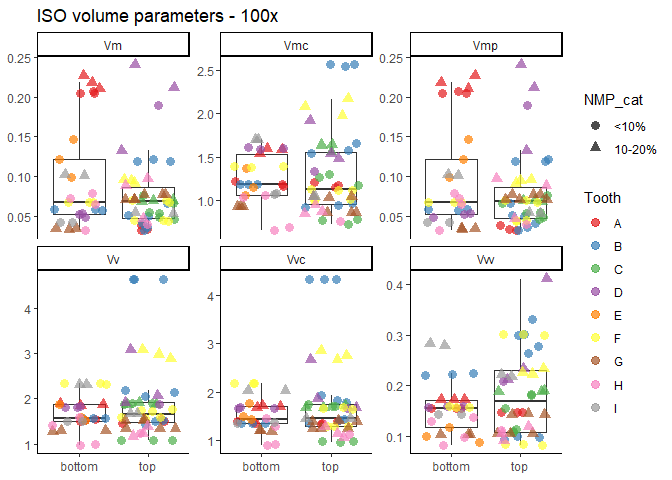 ISO volume parameters - 100x
Vm Vmc Vmp
0.25 0.20 0.15 0.10 0.05
2.5 2.0 1.5 1.0
0.25 0.20 0.15 0.10 0.05
Vv Vvc Vvv
4 3 2 1
4 3 2 1
0.4 0.3 0.2 0.1
bottom top bottom top bottom top
NMP_cat
<10%
10-20%
Tooth
A
B
C
D
E
F
G
H
I